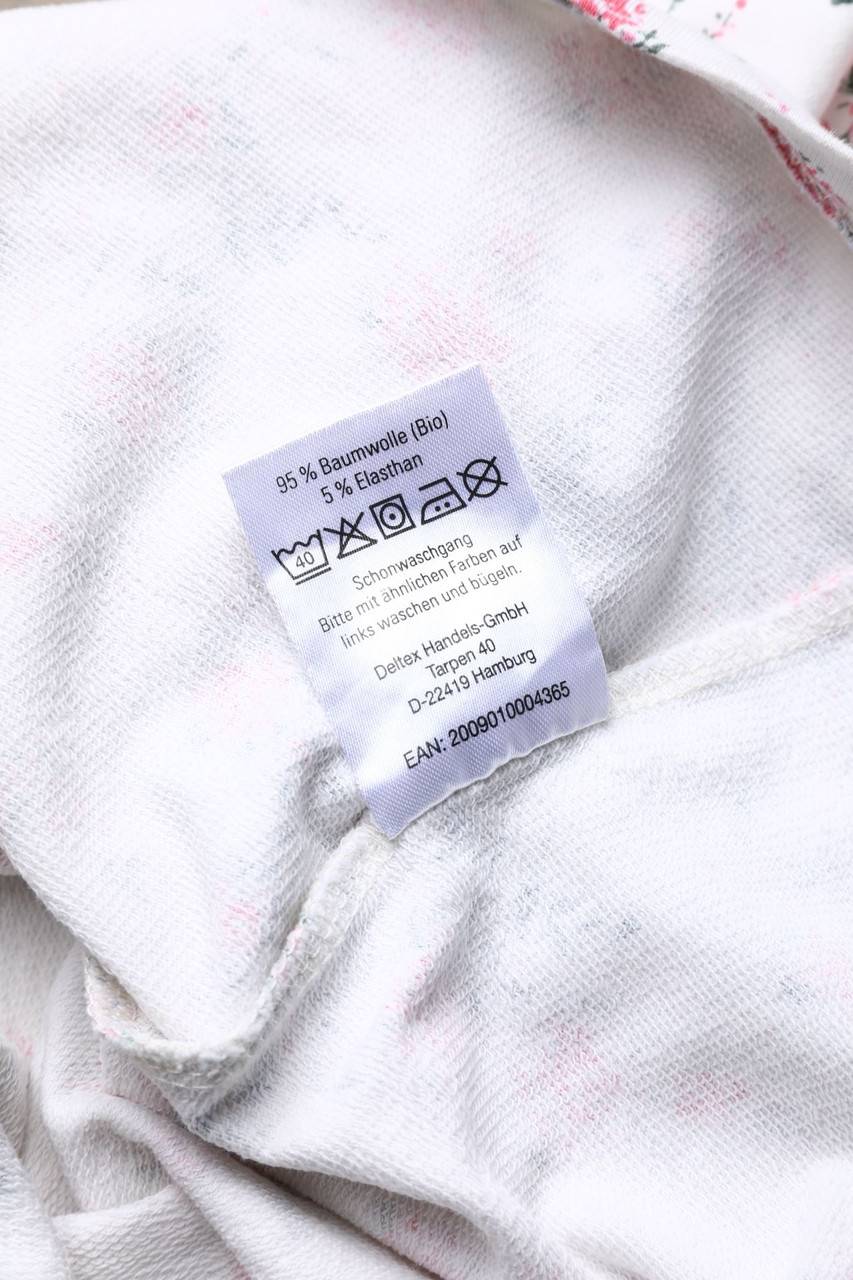 95 % Baumwolle (Bio)
5 % Elasthan
40
Schonwaschgang
Bitte mit ähnlichen Farben auf
links waschen und bügeln.
Deltex Handels-GmbH
Tarpen 40
D-22419 Hamburg
EAN: 2009010004365